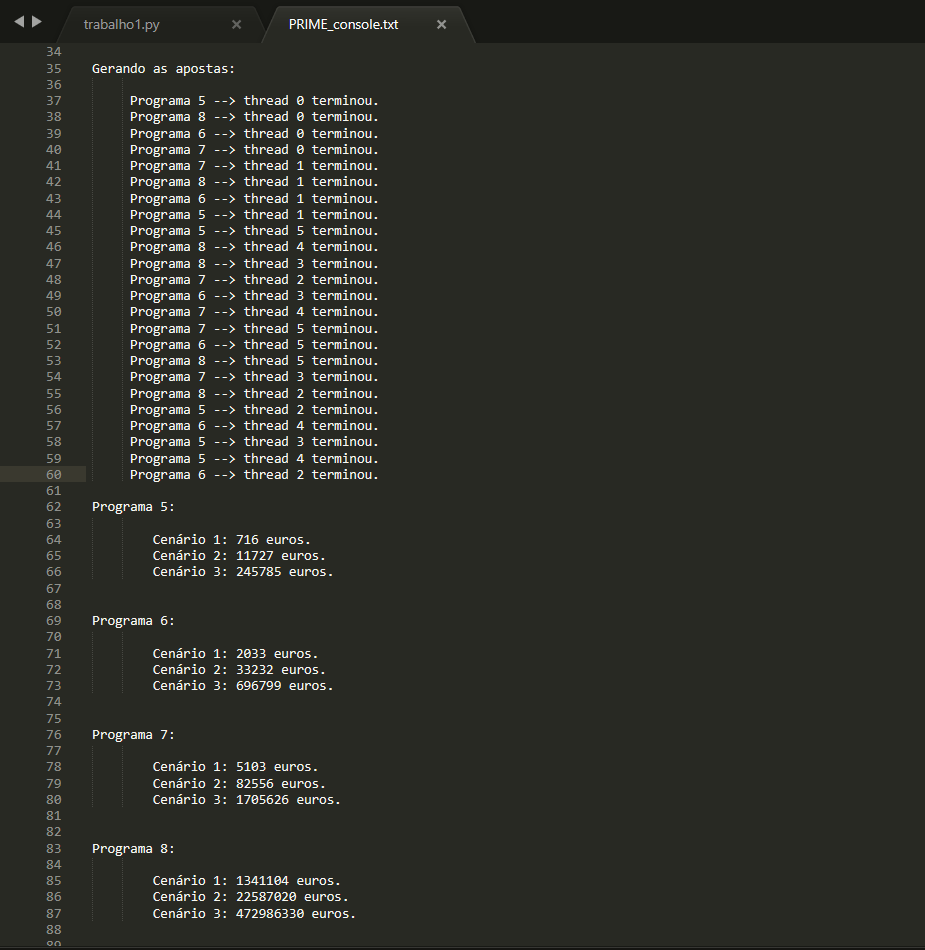 trabalho1.py
PRIME_console.txt
34
35 Gerando as apostas:
36
37 Programa 5 --> thread 0 terminou.
38 Programa 8 --> thread 0 terminou.
39 Programa 6 --> thread 0 terminou.
40 Programa 7 --> thread 0 terminou.
41 Programa 7 --> thread 1 terminou.
42 Programa 8 --> thread 1 terminou.
43 Programa 6 --> thread 1 terminou.
44 Programa 5 --> thread 1 terminou.
45 Programa 5 --> thread 5 terminou.
46 Programa 8 --> thread 4 terminou.
47 Programa 8 --> thread 3 terminou.
48 Programa 7 --> thread 2 terminou.
49 Programa 6 --> thread 3 terminou.
50 Programa 7 --> thread 4 terminou.
51 Programa 7 --> thread 5 terminou.
52 Programa 6 --> thread 5 terminou.
53 Programa 8 --> thread 5 terminou.
54 Programa 7 --> thread 3 terminou.
55 Programa 8 --> thread 2 terminou.
56 Programa 5 --> thread 2 terminou.
57 Programa 6 --> thread 4 terminou.
58 Programa 5 --> thread 3 terminou.
59 Programa 5 --> thread 4 terminou.
60 Programa 6 --> thread 2 terminou.
61
62 Programa 5:
63
64 Cenário 1: 716 euros.
65 Cenário 2: 11727 euros.
66 Cenário 3: 245785 euros.
67
68
69 Programa 6:
70
71 Cenário 1: 2033 euros.
72 Cenário 2: 33232 euros.
73 Cenário 3: 696799 euros.
74
75
76 Programa 7:
77
78 Cenário 1: 5103 euros.
79 Cenário 2: 82556 euros.
80 Cenário 3: 1705626 euros.
81
82
83 Programa 8:
84
85 Cenário 1: 1341104 euros.
86 Cenário 2: 22587020 euros.
87 Cenário 3: 472986330 euros.
88
89